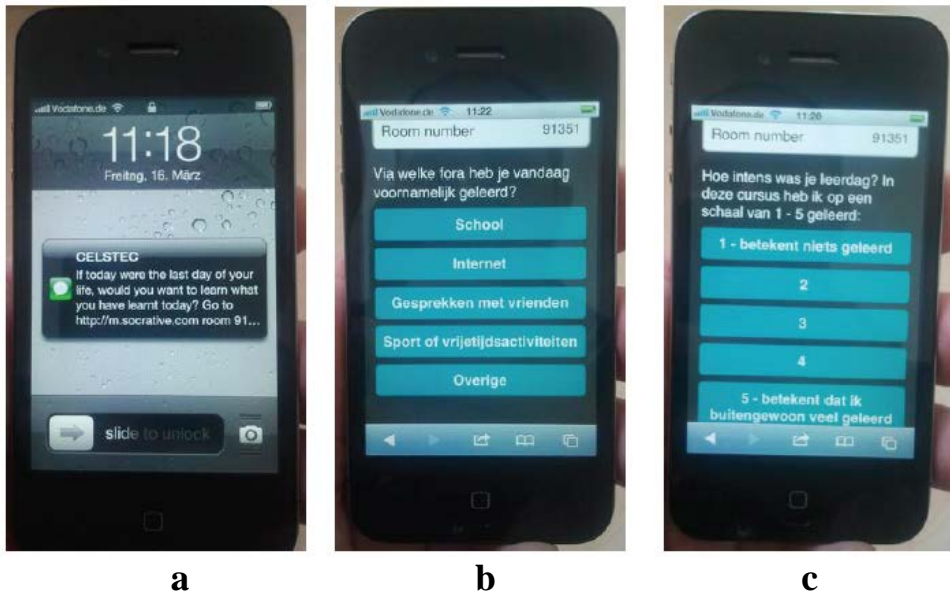 Vodafone.de
11:18
Freitag, 16. März
CELSTEC
If today were the last day of your
life, would you want to learn what
you have learnt today? Go to
http://m.socrative.com room 91...
slide to unlock
a
Vodafone.de 11:22
Room number 91351
Via welke fora heb je vandaag
voornamelijk geleerd?
School
Internet
Gesprekken met vrienden
Sport of vrijetijdsactiviteiten
Overige
b
Vodafone.de 11:20
Room number 91351
Hoe intens was je leerdag? In
deze cursus heb ik op een
schaal van 1 - 5 geleerd:
1 - betekent niets geleerd
2
3
4
5 - betekent dat ik
buitengewoon veel geleerd
c